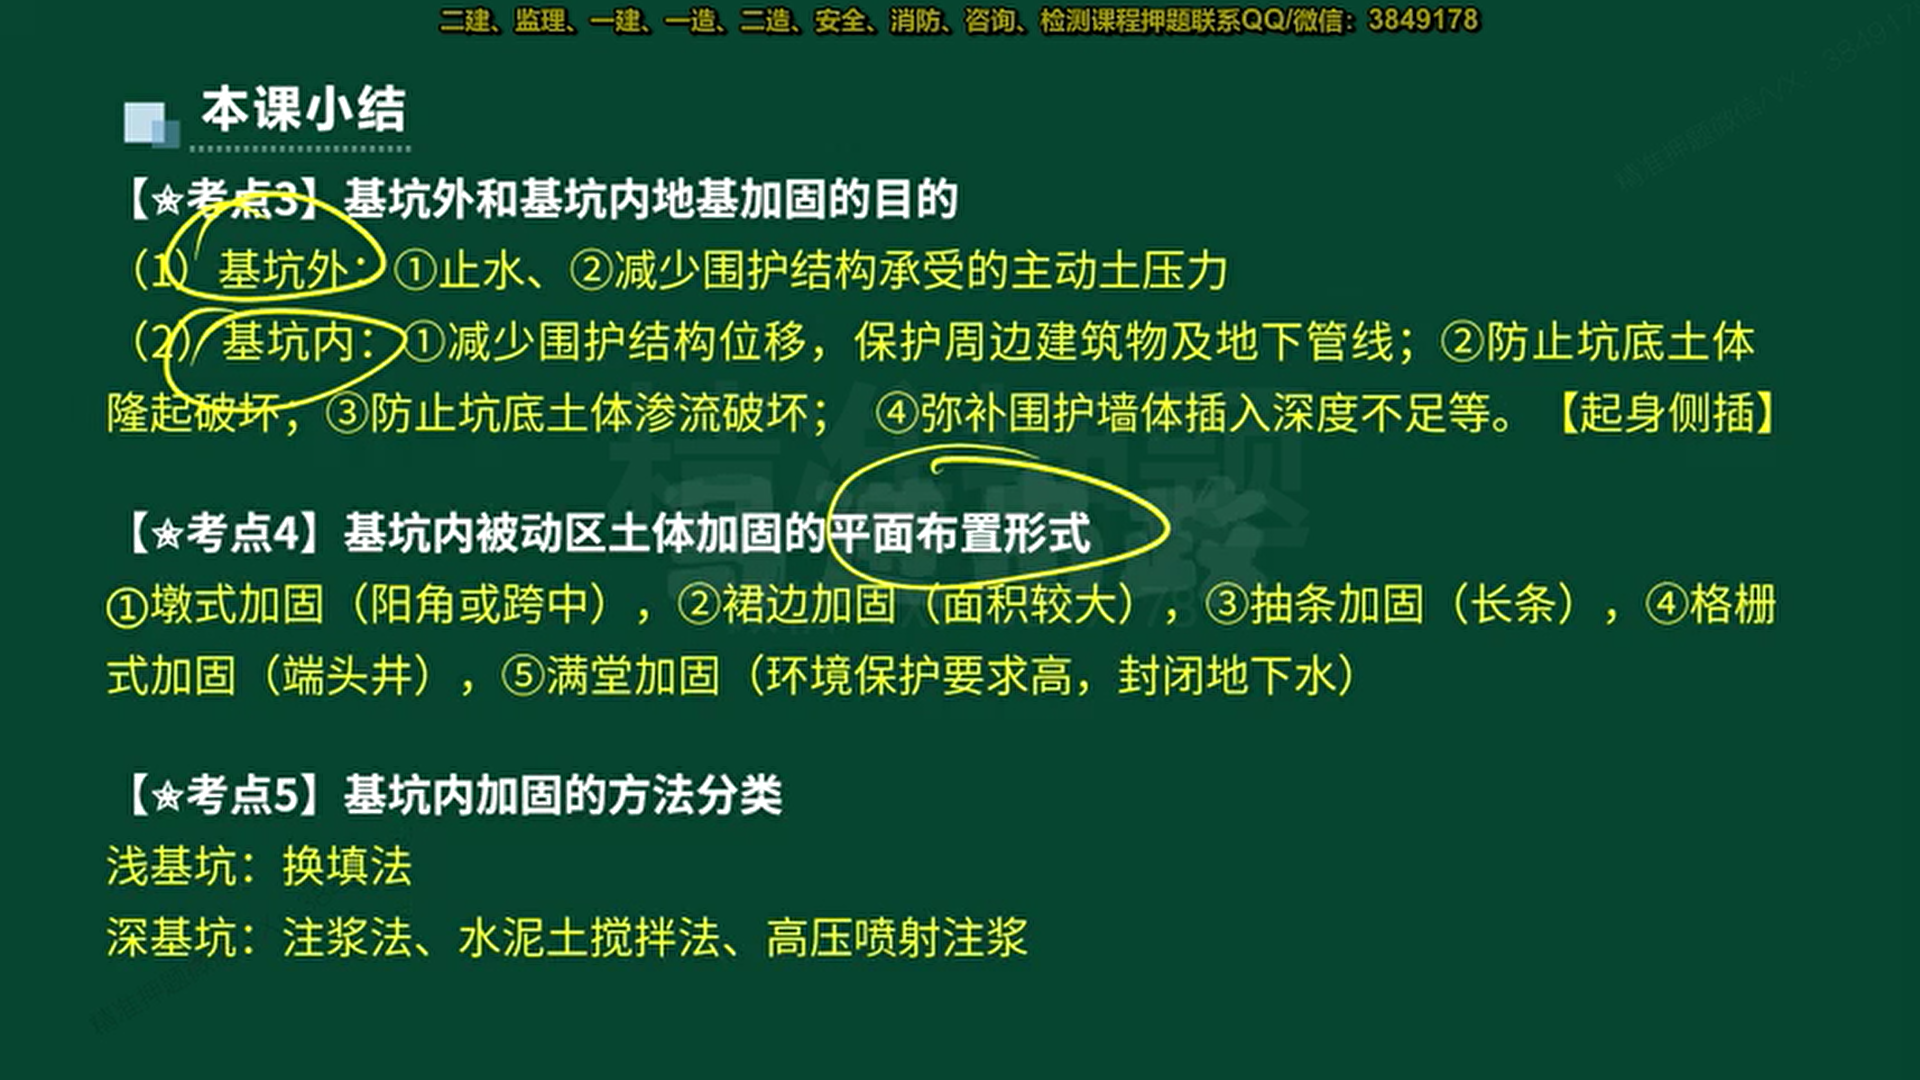 二建、监理、一建、一造、二造、安全、消防、咨询、检测课程押题联系QQ/微信：3849178
本课小结
【☆考点3】基坑外和基坑内地基加固的目的
（1）基坑外：①止水、②减少围护结构承受的主动土压力
（2）基坑内：①减少围护结构位移，保护周边建筑物及地下管线；②防止坑底土体
隆起破坏；③防止坑底土体渗流破坏；④弥补围护墙体插入深度不足等。【起身侧插】
【☆考点4】基坑内被动区土体加固的平面布置形式
①墩式加固（阳角或跨中），②裙边加固（面积较大），③抽条加固（长条），④格栅
式加固（端头井），⑤满堂加固（环境保护要求高，封闭地下水）
【☆考点5】基坑内加固的方法分类
浅基坑：换填法
深基坑：注浆法、水泥土搅拌法、高压喷射注浆